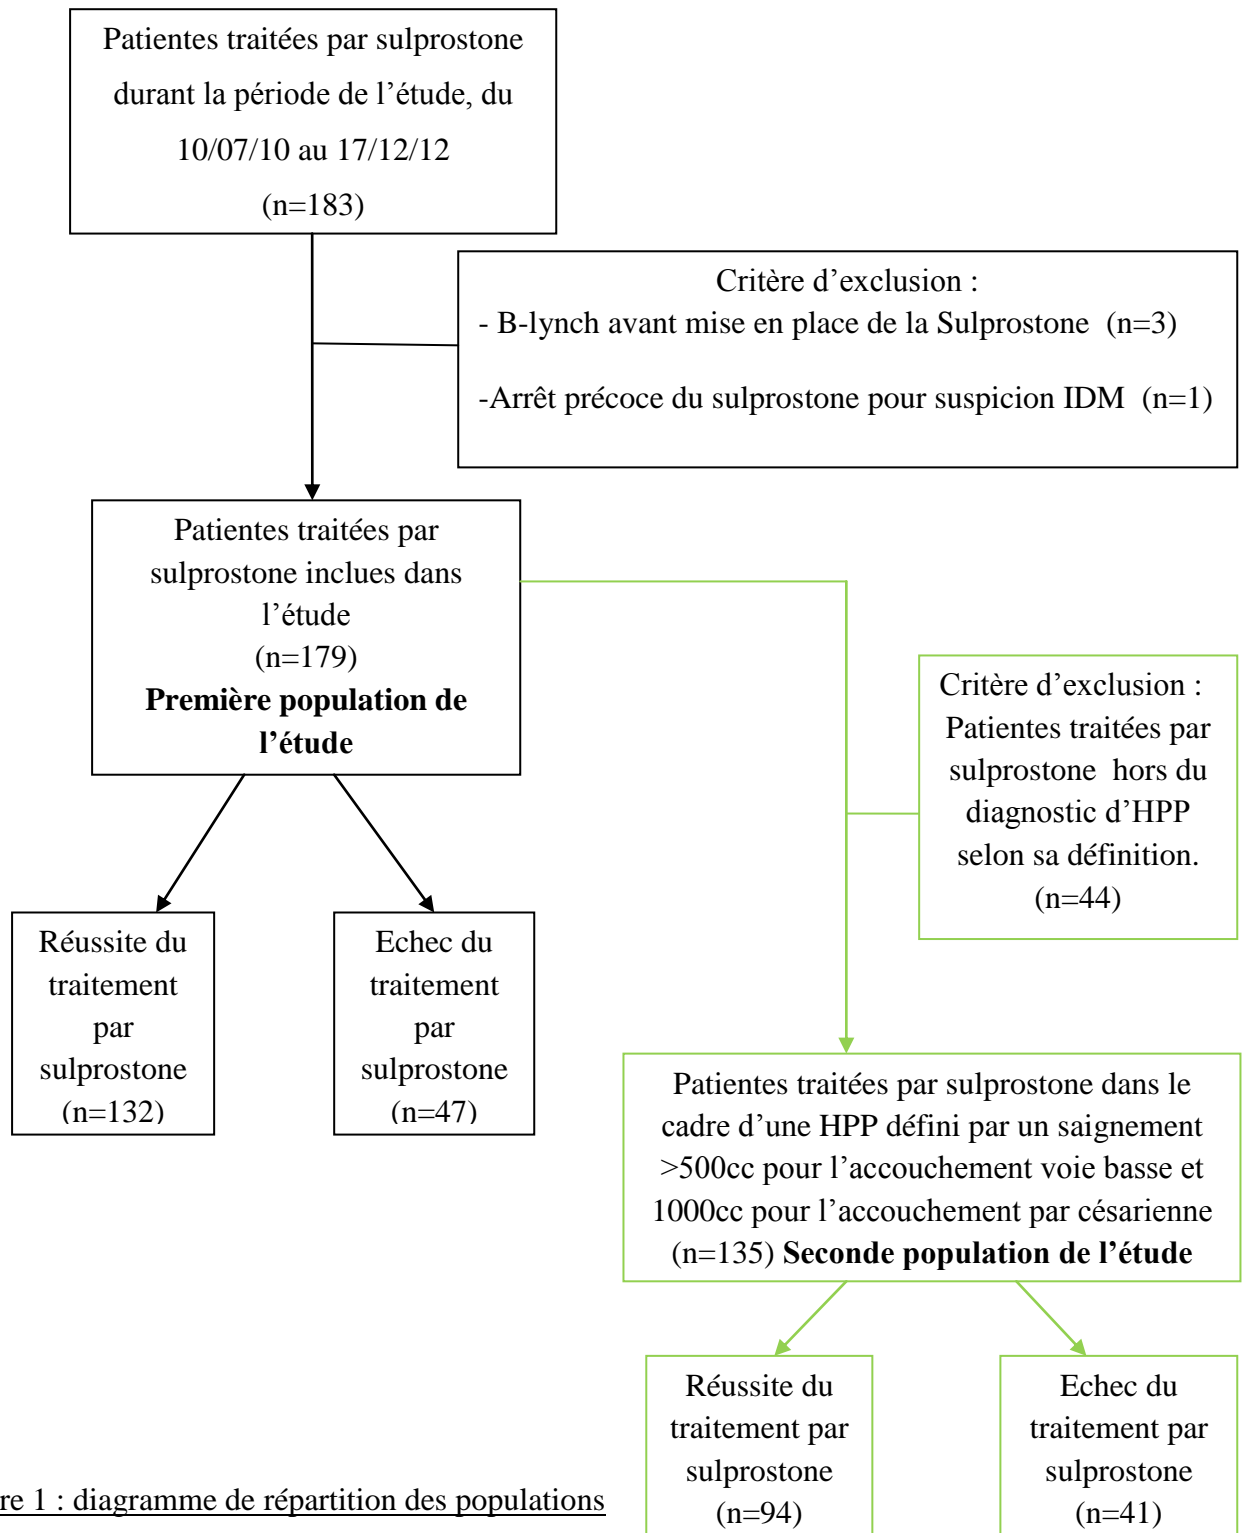 Patientes traitées par sulprostone
durant la période de l’étude, du
10/07/10 au 17/12/12
(n=183)
Critère d’exclusion :
- B-lynch avant mise en place de la Sulprostone (n=3)
-Arrêt précoce du sulprostone pour suspicion IDM (n=1)
Patientes traitées par
sulprostone inclues dans
l’étude
(n=179)
Première population de
l’étude
Critère d’exclusion :
Patientes traitées par
sulprostone hors du
diagnostic d’HPP
selon sa définition.
(n=44)
Réussite du
traitement
par
sulprostone
(n=132)
Echec du
traitement
par
sulprostone
(n=47)
Patientes traitées par sulprostone dans le
cadre d’une HPP défini par un saignement
>500cc pour l’accouchement voie basse et
1000cc pour l’accouchement par césarienne
(n=135) Seconde population de l’étude
Réussite du
traitement par
sulprostone
(n=94)
Echec du
traitement par
sulprostone
(n=41)
re 1 : diagramme de répartition des populations